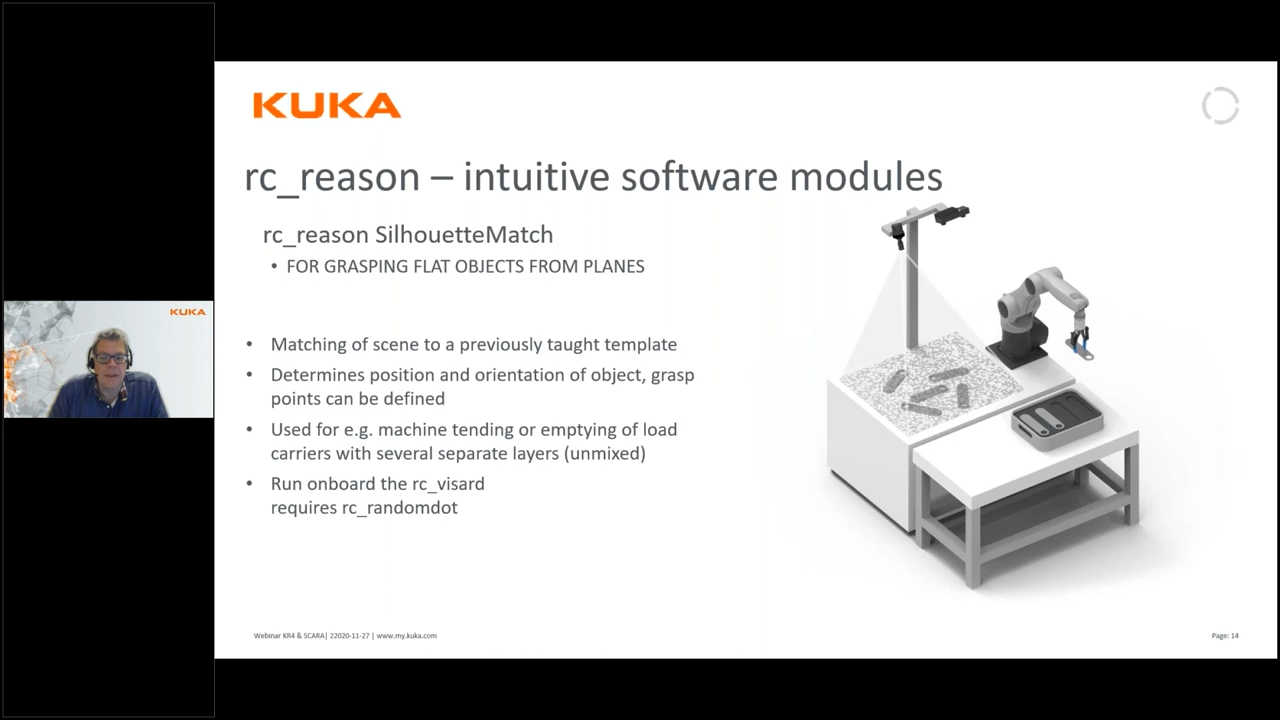 KUKA
rc_reason – intuitive software modules
rc_reason SilhouetteMatch
• FOR GRASPING FLAT OBJECTS FROM PLANES
• Matching of scene to a previously taught template
• Determines position and orientation of object, grasp
points can be defined
• Used for e.g. machine tending or emptying of load
carriers with several separate layers (unmixed)
• Run onboard the rc_visard
requires rc_randomdot
Webinar KR4 & SCARA| 22020-11-27 | www.my.kuka.com
Page: 14
KUKA